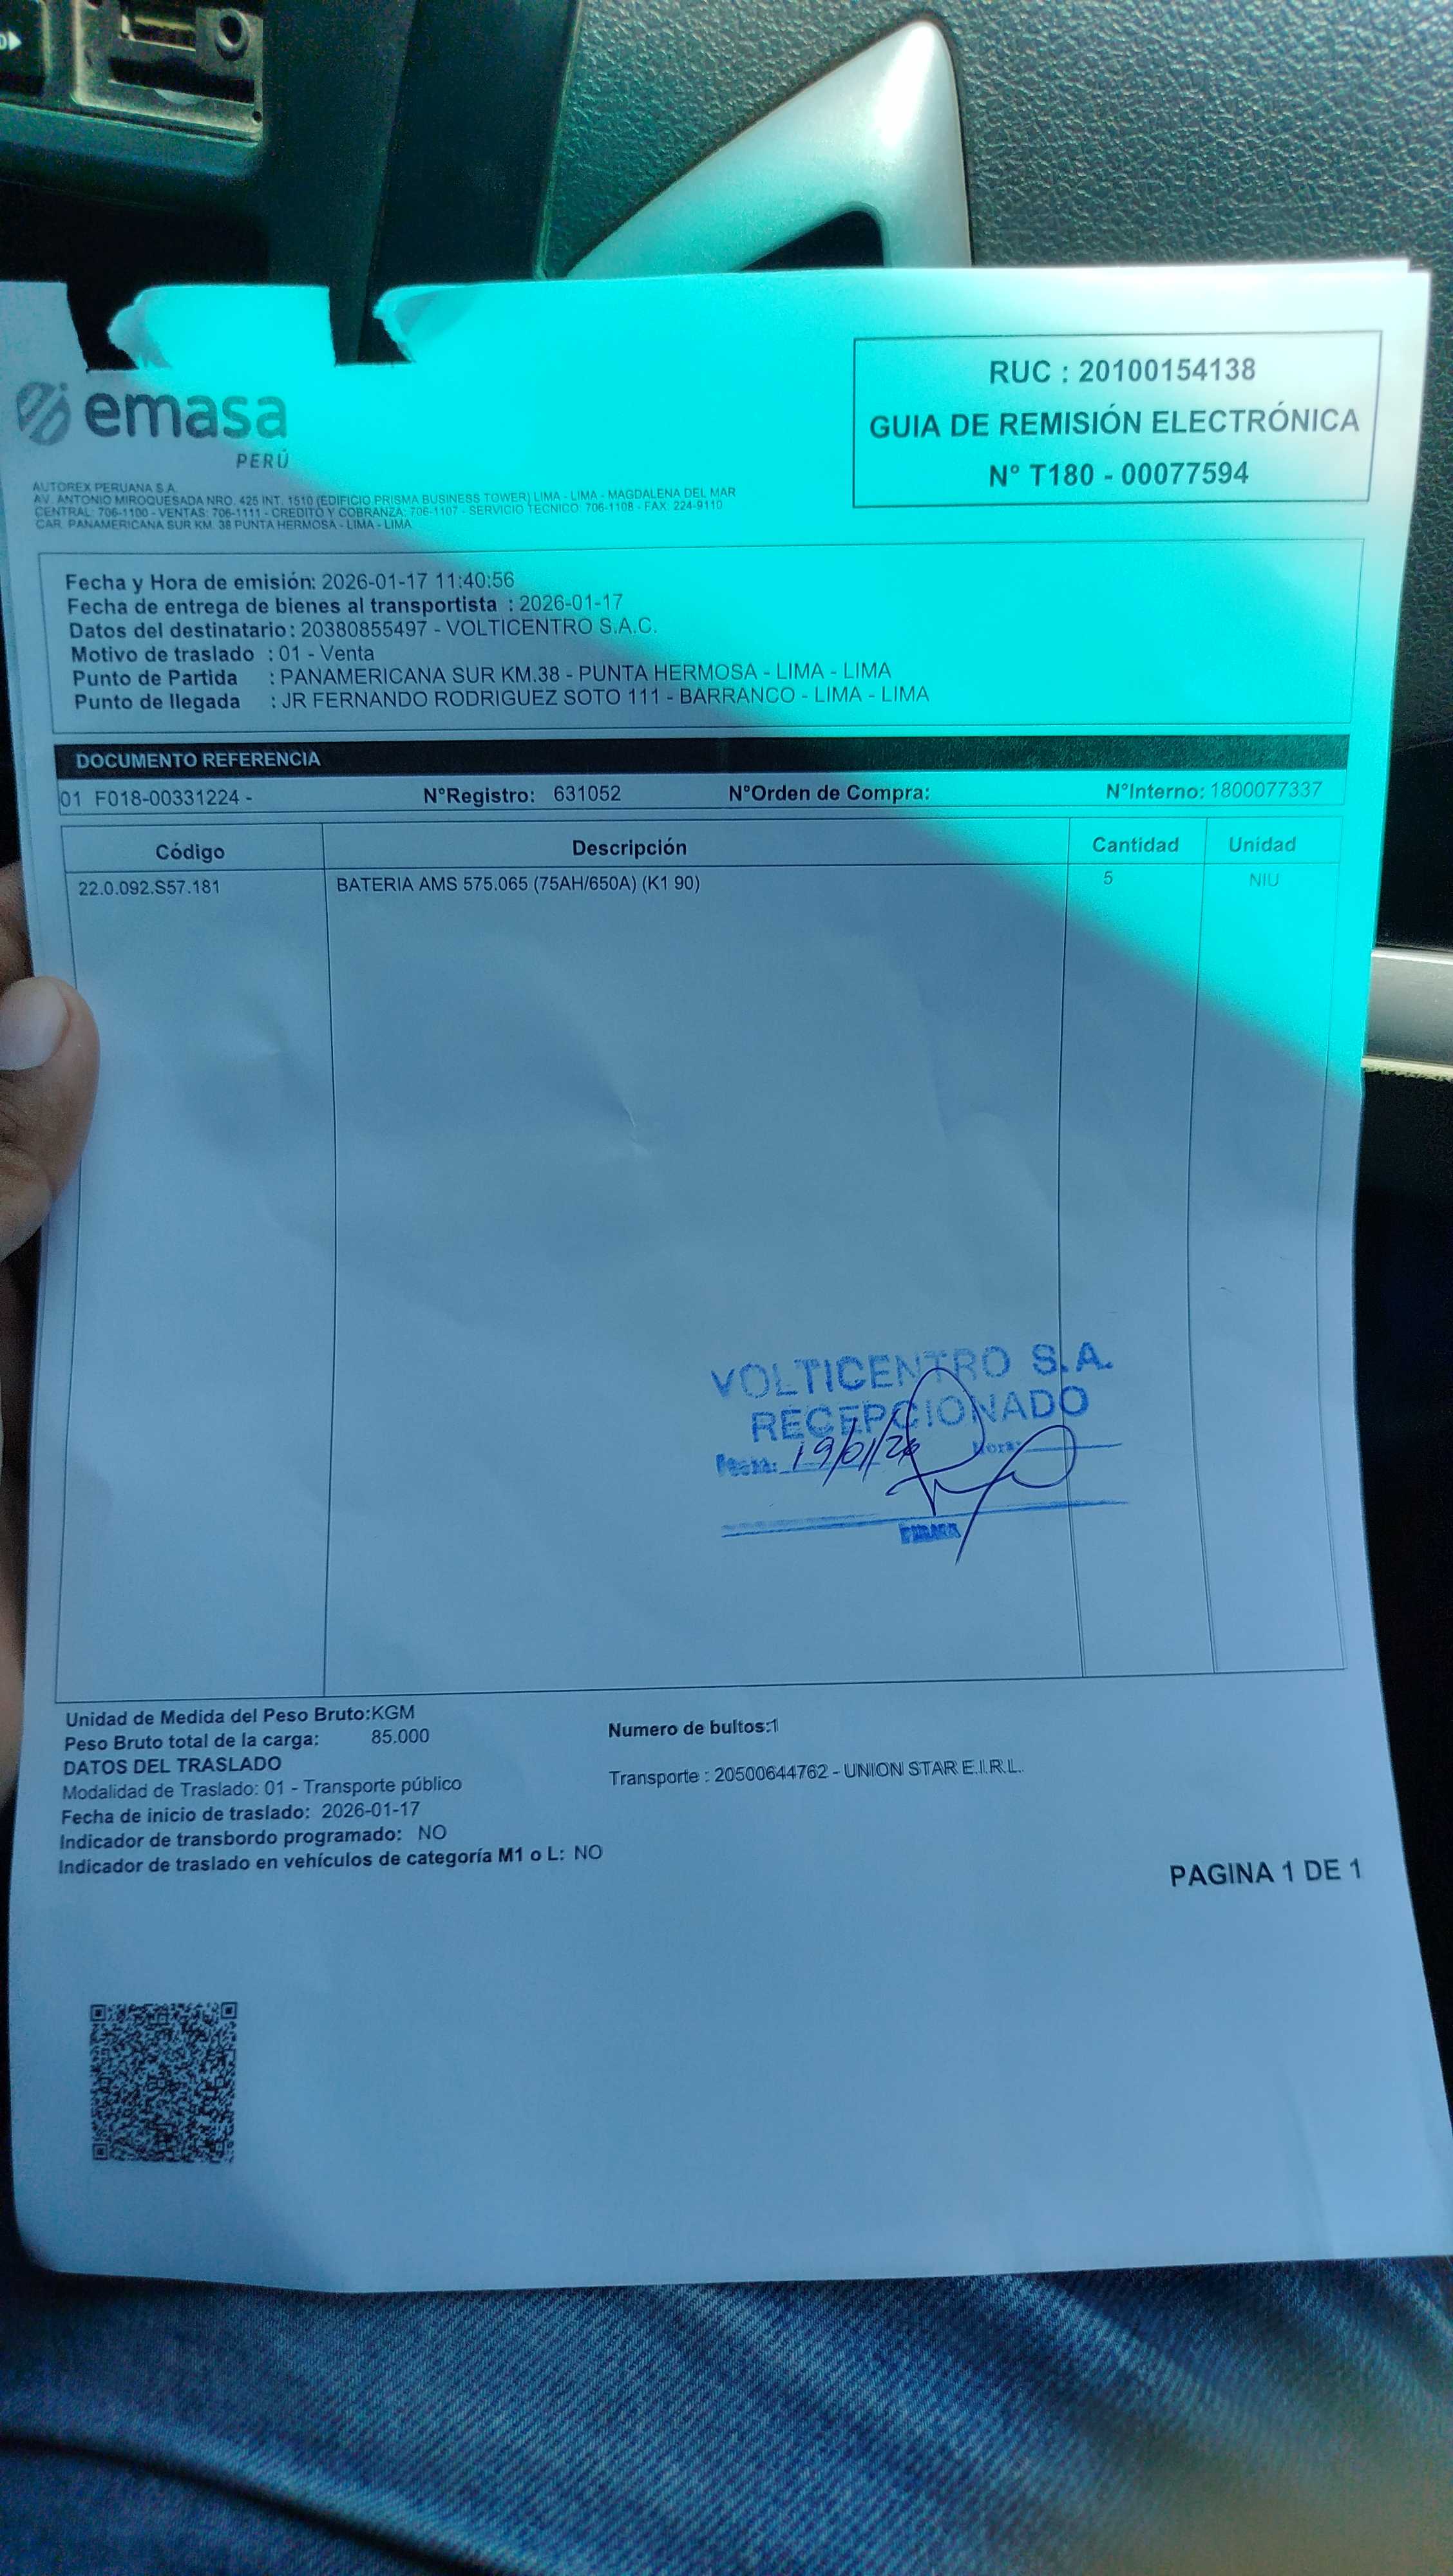 emasa
PERÚ
RUC : 20100154138
GUIA DE REMISIÓN ELECTRÓNICA
N° T180 - 00077594
AUTOREX PERUANA S.A.
AV. ANTONIO MIROQUESADA NRO. 425 INT. 1510 (EDIFICIO PRISMA BUSINESS TOWER) LIMA - LIMA - MAGDALENA DEL MAR
CENTRAL: 706-1100 - VENTAS: 706-1111 - CREDITO Y COBRANZA: 706-1107 - SERVICIO TECNICO: 706-1108 - FAX: 224-9110
CAR. PANAMERICANA SUR KM. 38 PUNTA HERMOSA - LIMA - LIMA
Fecha y Hora de emisión: 2026-01-17 11:40:56
Fecha de entrega de bienes al transportista : 2026-01-17
Datos del destinatario : 20380855497 - VOLTICENTRO S.A.C.
Motivo de traslado : 01 - Venta
Punto de Partida : PANAMERICANA SUR KM.38 - PUNTA HERMOSA - LIMA - LIMA
Punto de llegada : JR FERNANDO RODRIGUEZ SOTO 111 - BARRANCO - LIMA - LIMA
DOCUMENTO REFERENCIA
01 F018-00331224 - N°Registro: 631052 N°Orden de Compra: N°Interno: 1800077337
Código Descripción Cantidad Unidad
22.0.092.S57.181 BATERIA AMS 575.065 (75AH/650A) (K1 90) 5 NIU
VOLTICENTRO S.A.
RECEPCIONADO
Fecha: 19/01/26 Hora:
FIRMA
Unidad de Medida del Peso Bruto:KGM
Peso Bruto total de la carga: 85.000 Numero de bultos:1
DATOS DEL TRASLADO
Modalidad de Traslado: 01 - Transporte público Transporte : 20500644762 - UNION STAR E.I.R.L.
Fecha de inicio de traslado: 2026-01-17
Indicador de transbordo programado: NO
Indicador de traslado en vehículos de categoría M1 o L: NO
PAGINA 1 DE 1